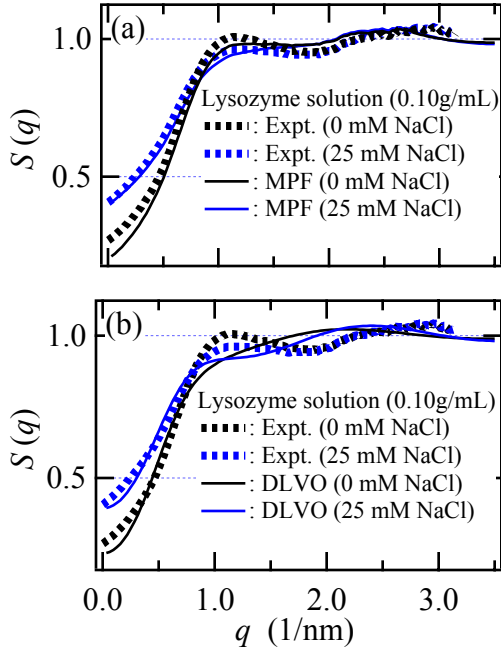 (a)
1.0
0.5
S (q)
Lysozyme solution (0.10g/mL)
: Expt. (0 mM NaCl)
: Expt. (25 mM NaCl)
: MPF (0 mM NaCl)
: MPF (25 mM NaCl)
(b)
1.0
0.5
S (q)
Lysozyme solution (0.10g/mL)
: Expt. (0 mM NaCl)
: Expt. (25 mM NaCl)
: DLVO (0 mM NaCl)
: DLVO (25 mM NaCl)
0.0 1.0 2.0 3.0
q (1/nm)